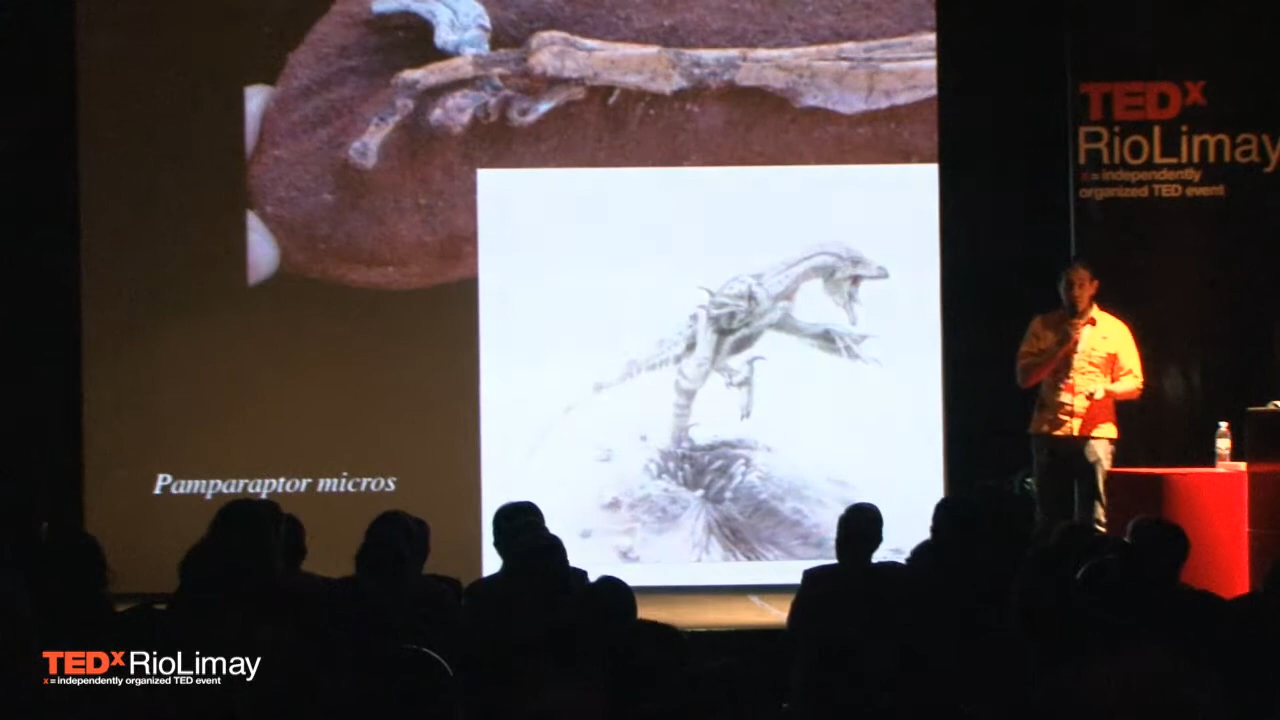 TEDx
RioLimay
x = independently
organized TED event
Pamparaptor micros
TEDx RioLimay
x = independently organized TED event